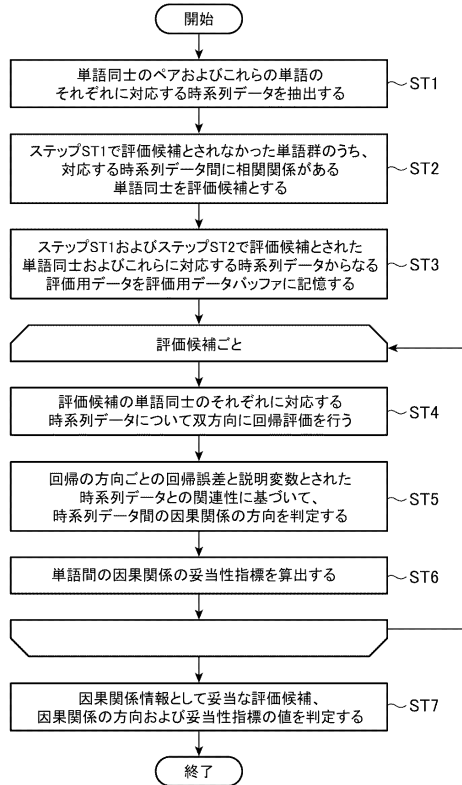 開始
単語同士のペアおよびこれらの単語の
それぞれに対応する時系列データを抽出する
ST1
ステップST1で評価候補とされなかった単語群のうち、
対応する時系列データ間に相関関係がある
単語同士を評価候補とする
ST2
ステップST1およびステップST2で評価候補とされた
単語同士およびこれらに対応する時系列データからなる
評価用データを評価用データバッファに記憶する
ST3
評価候補ごと
評価候補の単語同士のそれぞれに対応する
時系列データについて双方向に回帰評価を行う
ST4
回帰の方向ごとの回帰誤差と説明変数とされた
時系列データとの関連性に基づいて、
時系列データ間の因果関係の方向を判定する
ST5
単語間の因果関係の妥当性指標を算出する
ST6
因果関係情報として妥当な評価候補、
因果関係の方向および妥当性指標の値を判定する
ST7
終了